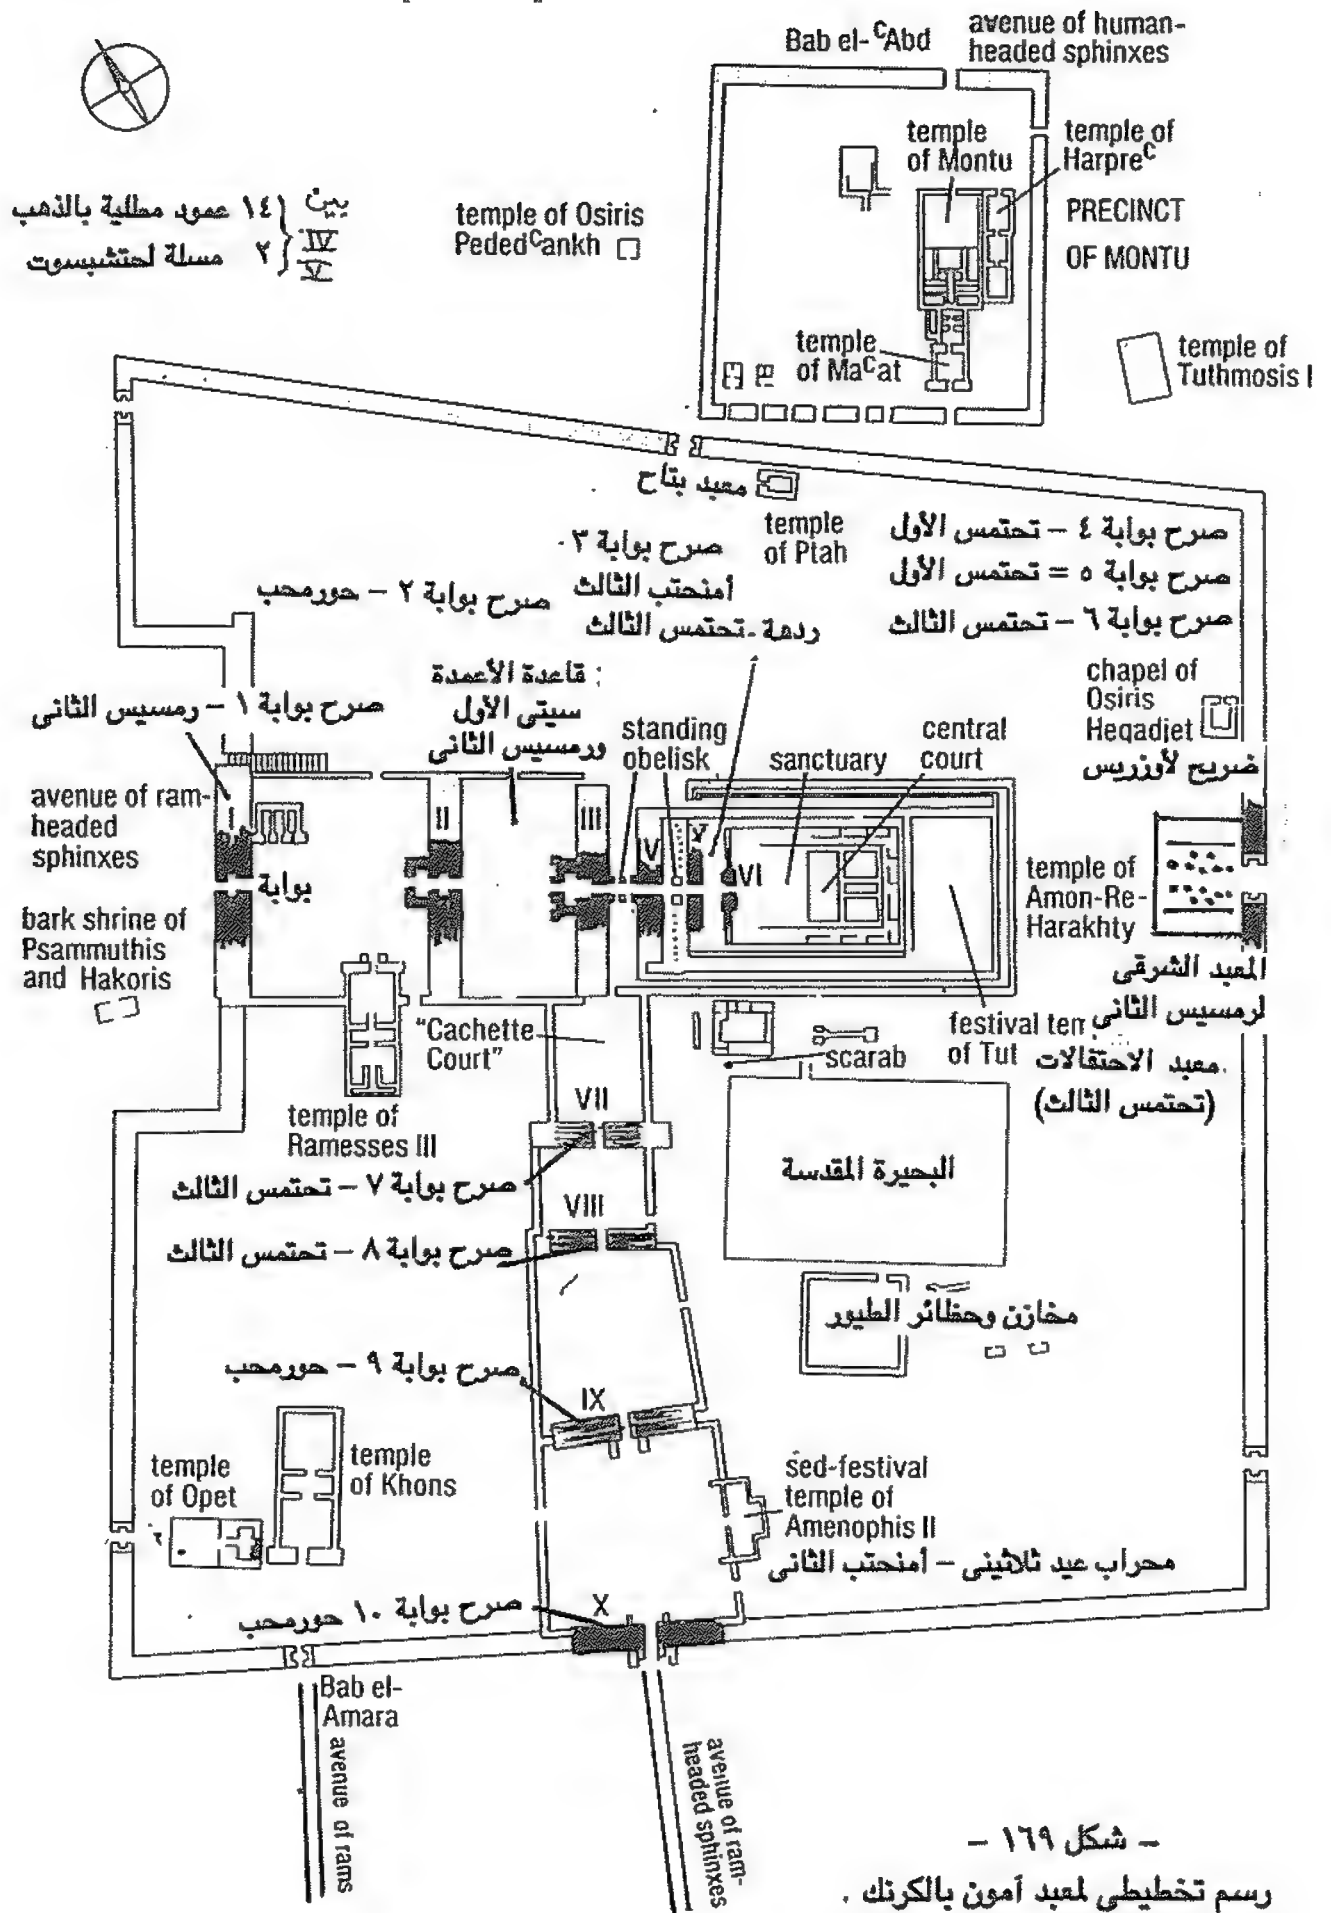 Bab el-ᶜAbd
avenue of human-
headed sphinxes
temple
of Montu
temple of
Harpreᶜ
PRECINCT
OF MONTU
بين
IV
V
١٤ عمود مطلية بالذهب
٢ مسلة لحتشبسوت
temple of Osiris
Pededᶜankh
temple
of Maᶜat
temple of
Tuthmosis I
معبد بتاح
temple
of Ptah
صرح بوابة ٤ – تحتمس الأول
صرح بوابة ٥ = تحتمس الأول
صرح بوابة ٦ – تحتمس الثالث
صرح بوابة ٣
أمنحتب الثالث
ردهة - تحتمس الثالث
صرح بوابة ٢ – حورمحب
قاعدة الأعمدة
سيتى الأول
ورمسيس الثانى
صرح بوابة ١ – رمسيس الثانى
standing
obelisk
sanctuary
central
court
chapel of
Osiris
Heqadjet
ضريح لأوزريس
avenue of ram-
headed
sphinxes
I
II
III
IV
V
VI
بوابة
bark shrine of
Psammuthis
and Hakoris
temple of
Amon-Re-
Harakhty
المعبد الشرقى
لرمسيس الثانى
"Cachette
Court"
scarab
festival tem
of Tut
معبد الاحتفالات
(تحتمس الثالث)
temple of
Ramesses III
VII
صرح بوابة ٧ – تحتمس الثالث
البحيرة المقدسة
VIII
صرح بوابة ٨ – تحتمس الثالث
مخازن وحظائر الطيور
صرح بوابة ٩ – حورمحب
IX
temple
of Opet
temple
of Khons
sed-festival
temple of
Amenophis II
محراب عيد ثلاثينى – أمنحتب الثانى
صرح بوابة ١٠ حورمحب
X
Bab el-
Amara
avenue of rams
avenue of ram-
headed sphinxes
– شكل ١٦٩ –
رسم تخطيطى لمعبد آمون بالكرنك .